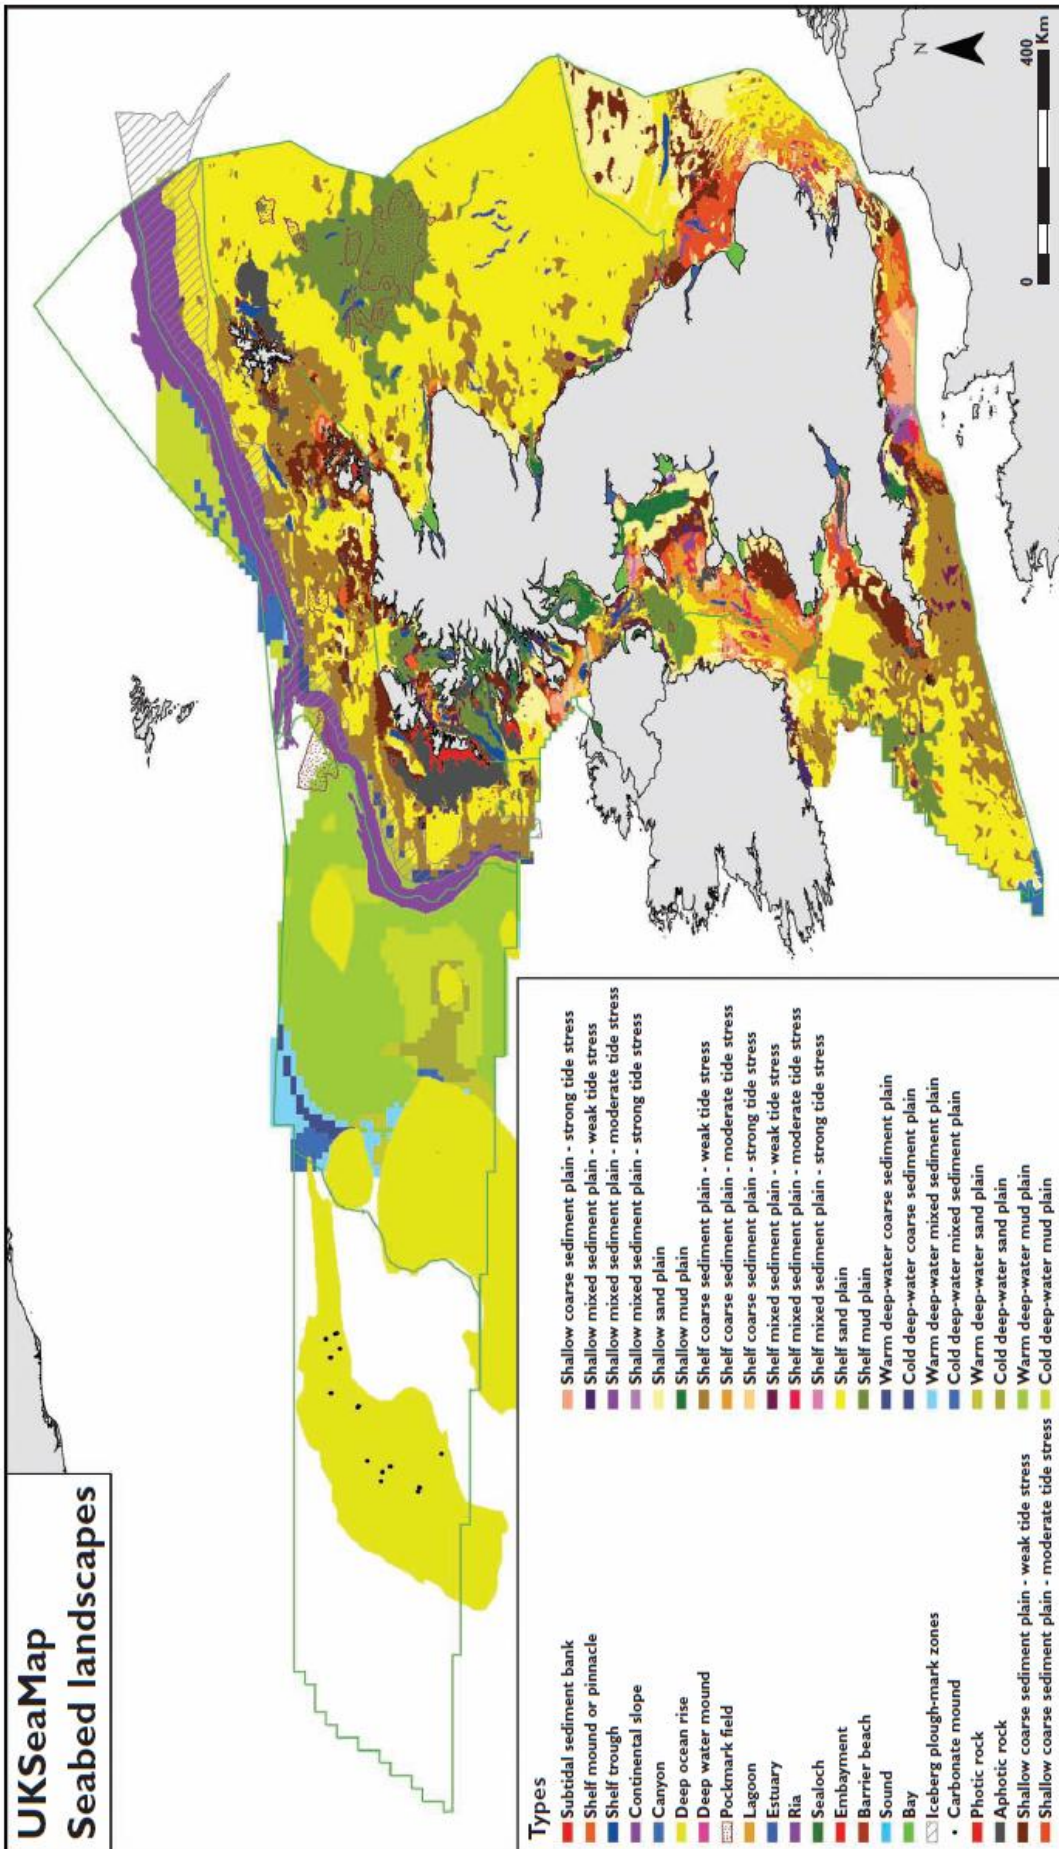 UKSeaMap
Seabed landscapes
Types
Subtidal sediment bank
Shelf mound or pinnacle
Shelf trough
Continental slope
Canyon
Deep ocean rise
Deep water mound
Pockmark field
Lagoon
Estuary
Ria
Sealoch
Embayment
Barrier beach
Sound
Bay
Iceberg plough-mark zones
Carbonate mound
Photic rock
Aphotic rock
Shallow coarse sediment plain - weak tide stress
Shallow coarse sediment plain - moderate tide stress
Shallow coarse sediment plain - strong tide stress
Shallow mixed sediment plain - weak tide stress
Shallow mixed sediment plain - moderate tide stress
Shallow mixed sediment plain - strong tide stress
Shallow sand plain
Shallow mud plain
Shelf coarse sediment plain - weak tide stress
Shelf coarse sediment plain - moderate tide stress
Shelf coarse sediment plain - strong tide stress
Shelf mixed sediment plain - weak tide stress
Shelf mixed sediment plain - moderate tide stress
Shelf mixed sediment plain - strong tide stress
Shelf sand plain
Shelf mud plain
Warm deep-water coarse sediment plain
Cold deep-water coarse sediment plain
Warm deep-water mixed sediment plain
Cold deep-water mixed sediment plain
Warm deep-water sand plain
Cold deep-water sand plain
Warm deep-water mud plain
Cold deep-water mud plain
N
0 400
Km